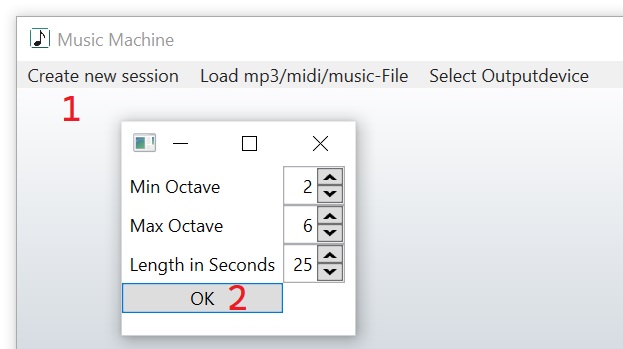 Music Machine
Create new session Load mp3/midi/music-File Select Outputdevice
1
Min Octave 2
Max Octave 6
Length in Seconds 25
OK 2